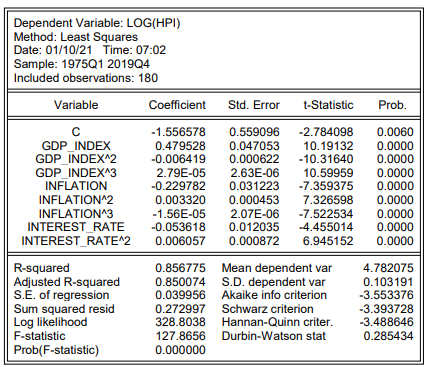 Dependent Variable: LOG(HPI)
Method: Least Squares
Date: 01/10/21 Time: 07:02
Sample: 1975Q1 2019Q4
Included observations: 180
Variable Coefficient Std. Error t-Statistic Prob.
C -1.556578 0.559096 -2.784098 0.0060
GDP_INDEX 0.479528 0.047053 10.19132 0.0000
GDP_INDEX^2 -0.006419 0.000622 -10.31640 0.0000
GDP_INDEX^3 2.79E-05 2.63E-06 10.59959 0.0000
INFLATION -0.229782 0.031223 -7.359375 0.0000
INFLATION^2 0.003320 0.000453 7.326598 0.0000
INFLATION^3 -1.56E-05 2.07E-06 -7.522534 0.0000
INTEREST_RATE -0.053618 0.012035 -4.455014 0.0000
INTEREST_RATE^2 0.006057 0.000872 6.945152 0.0000
R-squared 0.856775 Mean dependent var 4.782075
Adjusted R-squared 0.850074 S.D. dependent var 0.103191
S.E. of regression 0.039956 Akaike info criterion -3.553376
Sum squared resid 0.272997 Schwarz criterion -3.393728
Log likelihood 328.8038 Hannan-Quinn criter. -3.488646
F-statistic 127.8656 Durbin-Watson stat 0.285434
Prob(F-statistic) 0.000000